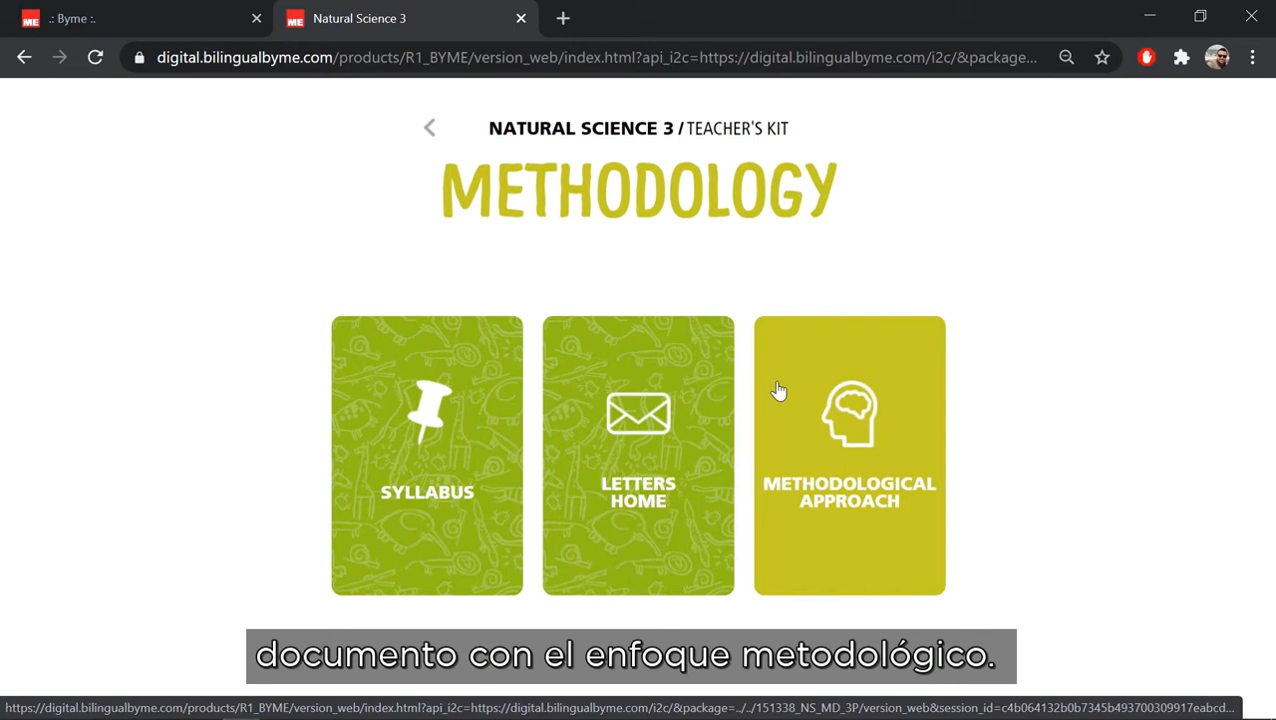 ME .: Byme :.
ME Natural Science 3
digital.bilingualbyme.com/products/R1_BYME/version_web/index.html?api_i2c=https://digital.bilingualbyme.com/i2c/&package...
NATURAL SCIENCE 3 / TEACHER'S KIT
METHODOLOGY
SYLLABUS
LETTERS
HOME
METHODOLOGICAL
APPROACH
documento con el enfoque metodológico.
https://digital.bilingualbyme.com/products/R1_BYME/version_web/index.html?api_i2c=https://digital.bilingualbyme.com/i2c/&package=../../151338_NS_MD_3P/version_web&session_id=c4b064132b0b7345b493700309917eabcd...